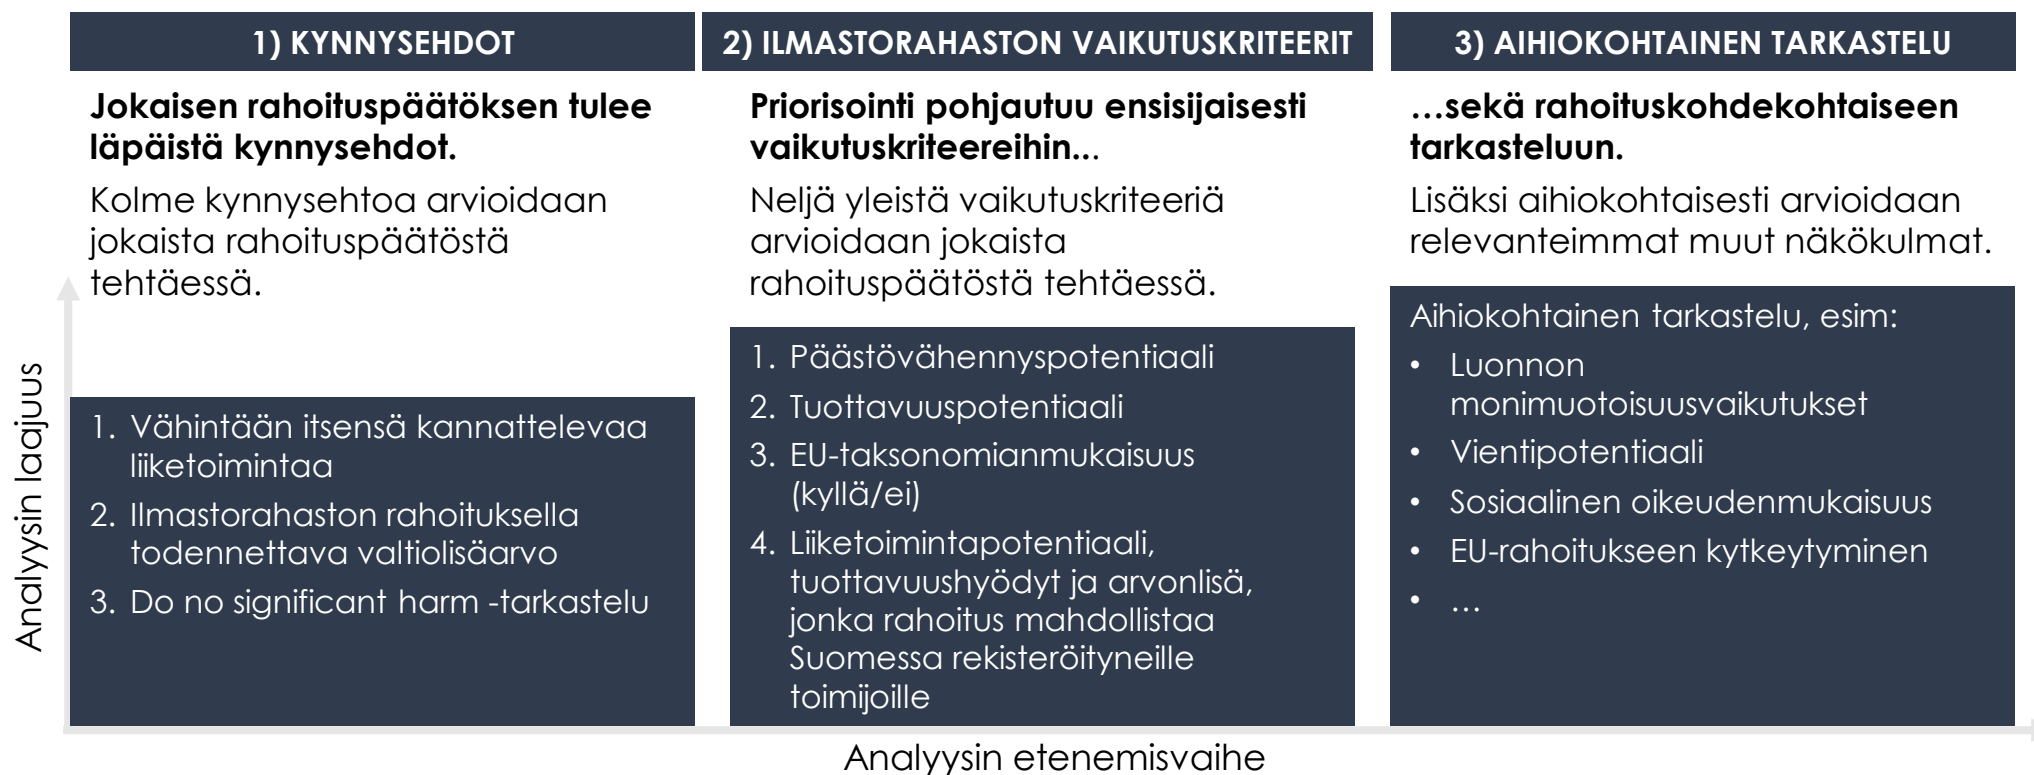 1) KYNNYSEHDOT
Jokaisen rahoituspäätöksen tulee
läpäistä kynnysehdot.
Kolme kynnysehtoa arvioidaan
jokaista rahoituspäätöstä
tehtäessä.
1. Vähintään itsensä kannattelevaa
liiketoimintaa
2. Ilmastorahaston rahoituksella
todennettava valtiolisäarvo
3. Do no significant harm -tarkastelu
2) ILMASTORAHASTON VAIKUTUSKRITEERIT
Priorisointi pohjautuu ensisijaisesti
vaikutuskriteereihin...
Neljä yleistä vaikutuskriteeriä
arvioidaan jokaista
rahoituspäätöstä tehtäessä.
1. Päästövähennyspotentiaali
2. Tuottavuuspotentiaali
3. EU-taksonomianmukaisuus
(kyllä/ei)
4. Liiketoimintapotentiaali,
tuottavuushyödyt ja arvonlisä,
jonka rahoitus mahdollistaa
Suomessa rekisteröityneille
toimijoille
3) AIHIOKOHTAINEN TARKASTELU
…sekä rahoituskohdekohtaiseen
tarkasteluun.
Lisäksi aihiokohtaisesti arvioidaan
relevanteimmat muut näkökulmat.
Aihiokohtainen tarkastelu, esim:
• Luonnon
monimuotoisuusvaikutukset
• Vientipotentiaali
• Sosiaalinen oikeudenmukaisuus
• EU-rahoitukseen kytkeytyminen
• …
Analyysin laajuus
Analyysin etenemisvaihe